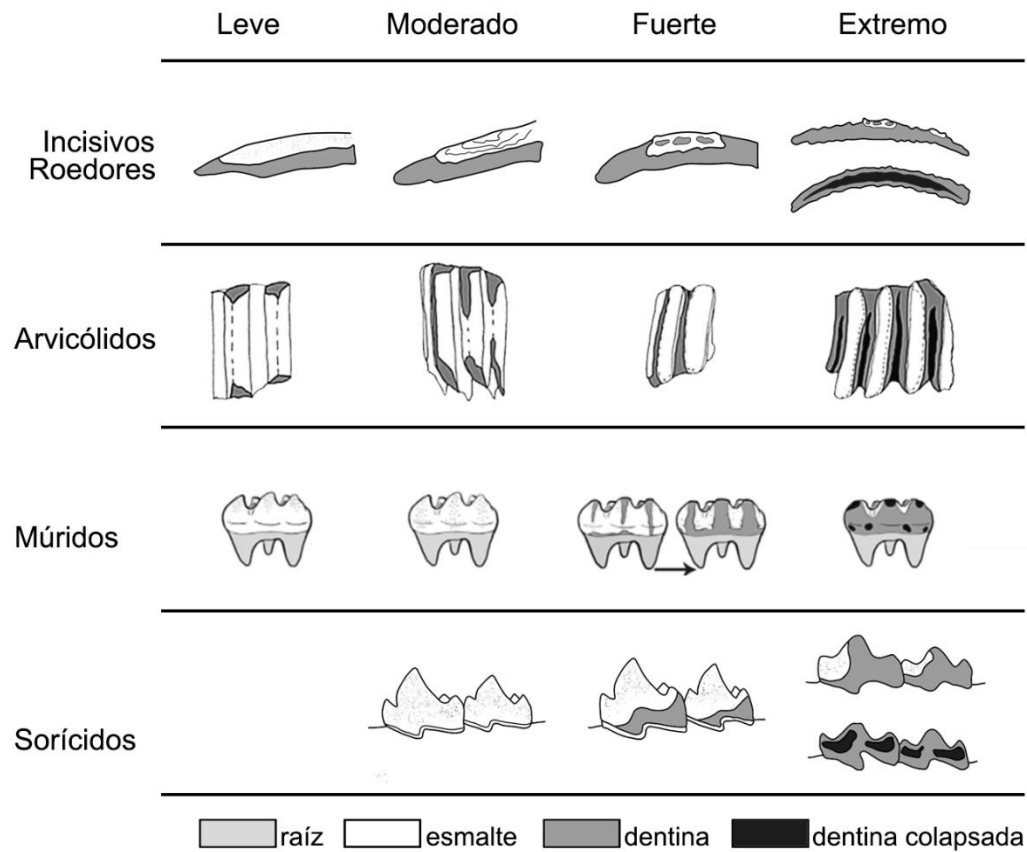 Leve Moderado Fuerte Extremo
Incisivos
Roedores
Arvicólidos
Múridos
Sorícidos
raíz esmalte dentina dentina colapsada